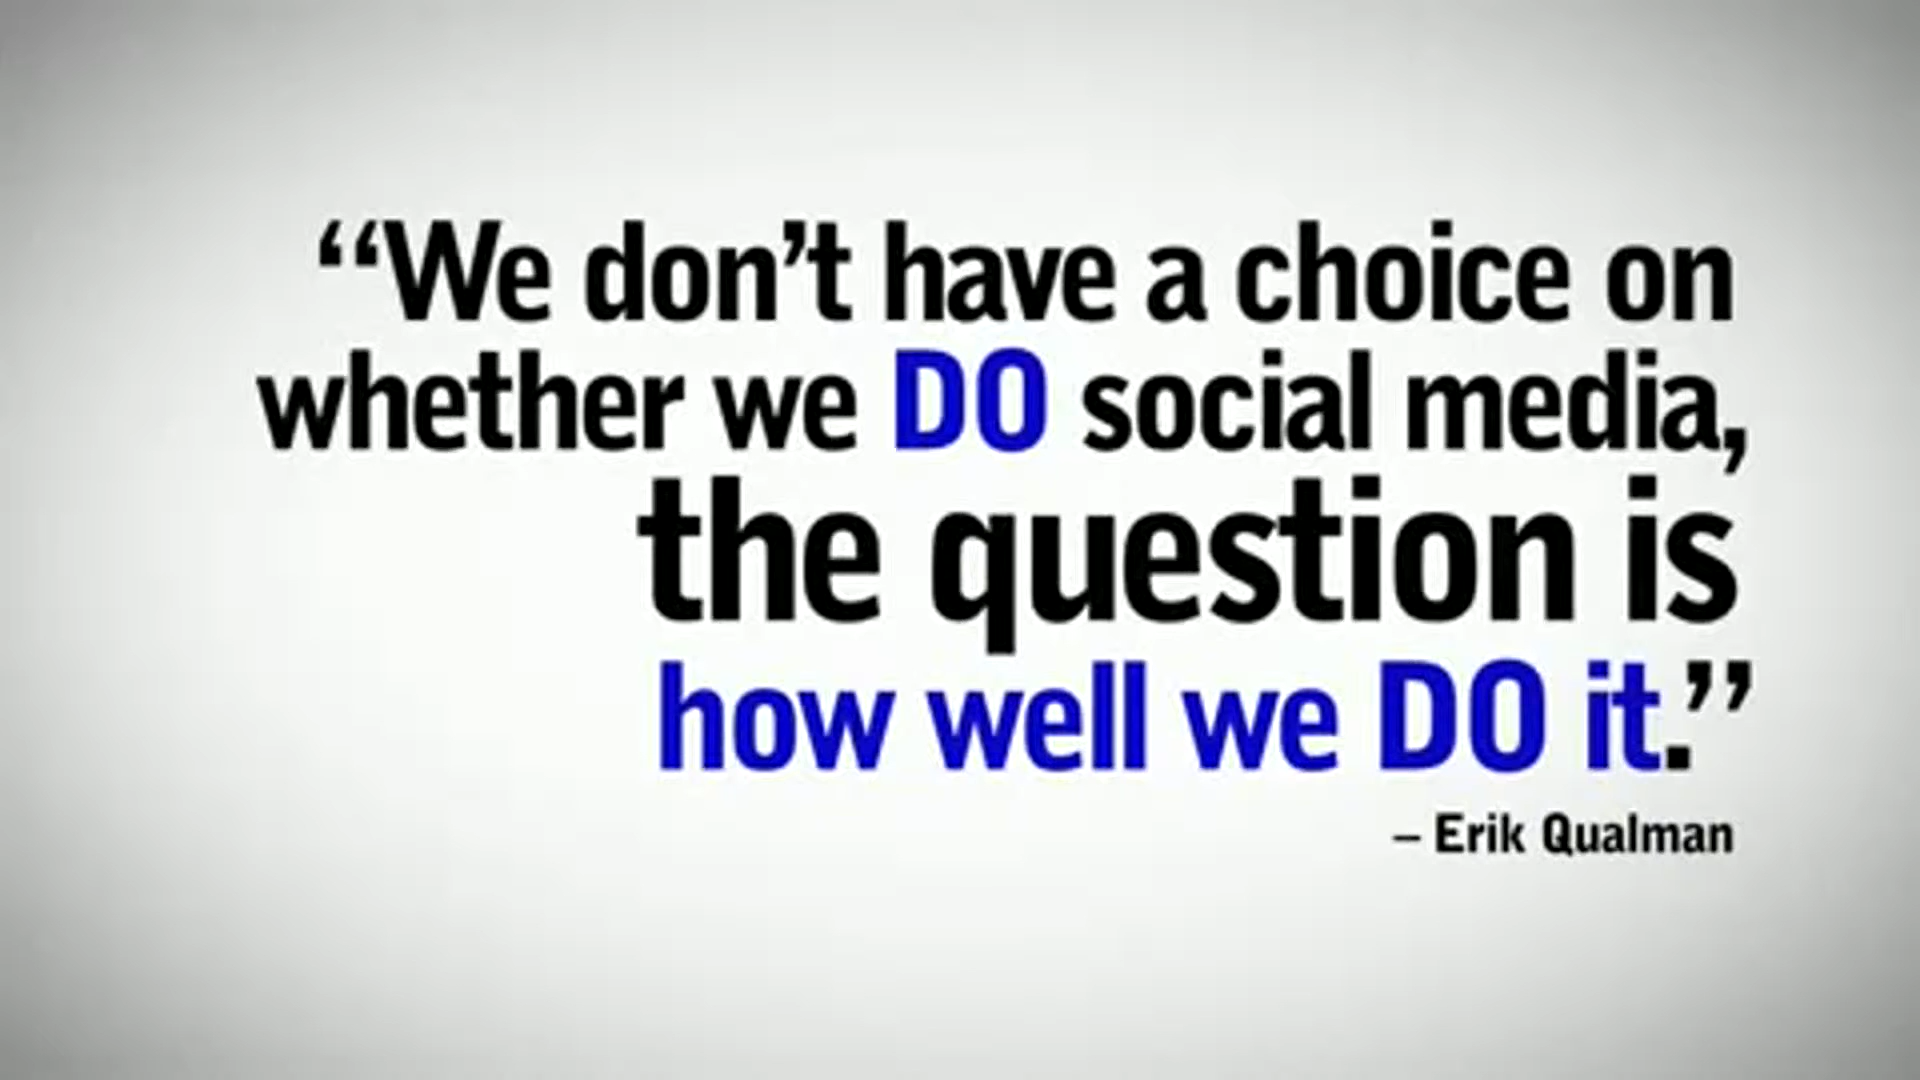 “We don’t have a choice on
whether we DO social media,
the question is
how well we DO it.”
– Erik Qualman